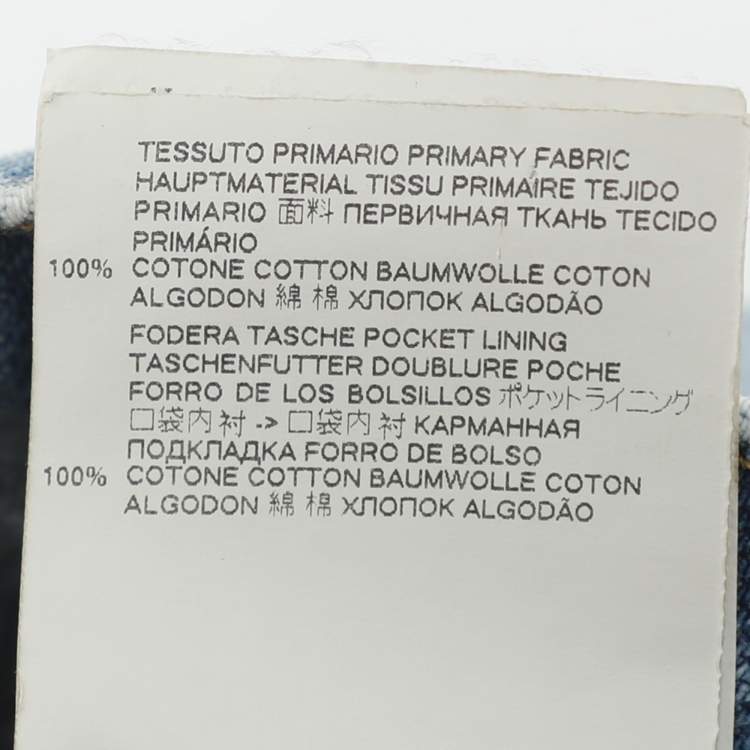 TESSUTO PRIMARIO PRIMARY FABRIC
HAUPTMATERIAL TISSU PRIMAIRE TEJIDO
PRIMARIO 面料 ПЕРВИЧНАЯ ТКАНЬ TECIDO
PRIMÁRIO
100% COTONE COTTON BAUMWOLLE COTON
ALGODON 綿 棉 ХЛОПОК ALGODÃO
FODERA TASCHE POCKET LINING
TASCHENFUTTER DOUBLURE POCHE
FORRO DE LOS BOLSILLOS ポケットライニング
口袋内衬 -> 口袋内衬 КАРМАННАЯ
ПОДКЛАДКА FORRO DE BOLSO
100% COTONE COTTON BAUMWOLLE COTON
ALGODON 綿 棉 ХЛОПОК ALGODÃO